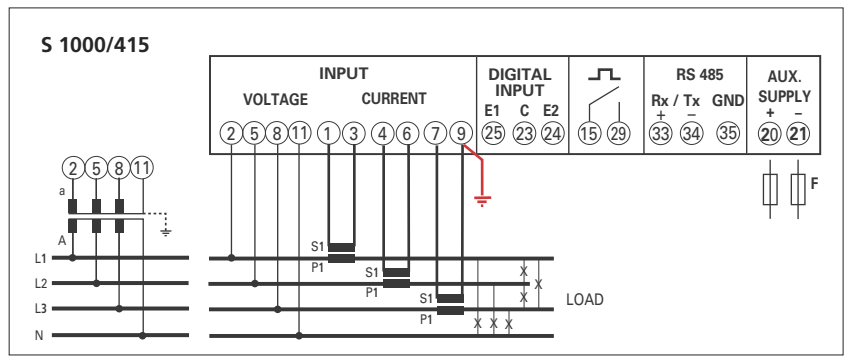 S 1000/415
INPUT
VOLTAGE CURRENT
DIGITAL
INPUT
E1 C E2
RS 485
Rx / Tx GND
+ –
AUX.
SUPPLY
+ –
2 5 8 11 1 3 4 6 7 9 25 23 24 15 29 33 34 35 20 21
2 5 8 11
F
a
A
S1
P1
S1
P1
S1
P1
L1
L2
L3
N
X X
X X
X X X
LOAD